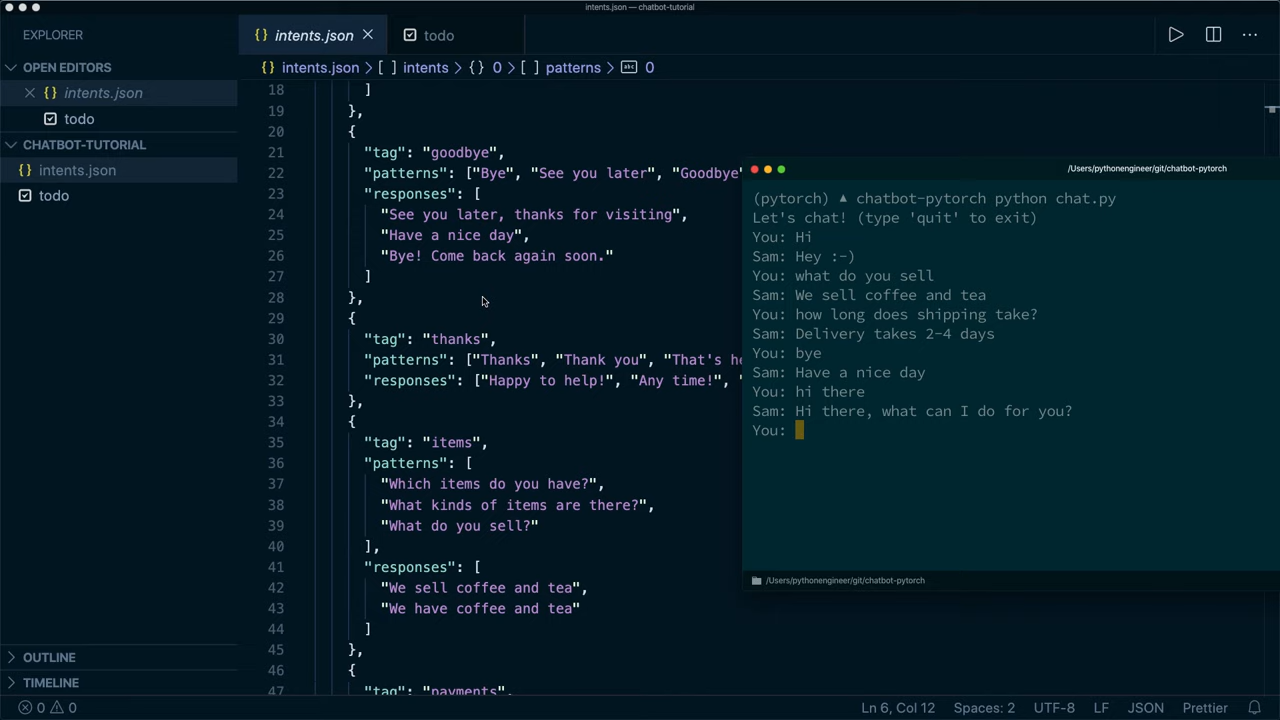 intents.json — chatbot-tutorial
EXPLORER
OPEN EDITORS
{} intents.json
todo
CHATBOT-TUTORIAL
{} intents.json
todo
OUTLINE
TIMELINE
{} intents.json
todo
{} intents.json > [ ] intents > {} 0 > [ ] patterns > abc 0
18 ]
19 },
20 {
21 "tag": "goodbye",
22 "patterns": ["Bye", "See you later", "Goodbye"
23 "responses": [
24 "See you later, thanks for visiting",
25 "Have a nice day",
26 "Bye! Come back again soon."
27 ]
28 },
29 {
30 "tag": "thanks",
31 "patterns": ["Thanks", "Thank you", "That's
32 "responses": ["Happy to help!", "Any time!", "
33 },
34 {
35 "tag": "items",
36 "patterns": [
37 "Which items do you have?",
38 "What kinds of items are there?",
39 "What do you sell?"
40 ],
41 "responses": [
42 "We sell coffee and tea",
43 "We have coffee and tea"
44 ]
45 },
46 {
47 "tag": "payments",
/Users/pythonengineer/git/chatbot-pytorch
(pytorch) ▲ chatbot-pytorch python chat.py
Let's chat! (type 'quit' to exit)
You: Hi
Sam: Hey :-)
You: what do you sell
Sam: We sell coffee and tea
You: how long does shipping take?
Sam: Delivery takes 2-4 days
You: bye
Sam: Have a nice day
You: hi there
Sam: Hi there, what can I do for you?
You:
/Users/pythonengineer/git/chatbot-pytorch
0 0
Ln 6, Col 12 Spaces: 2 UTF-8 LF JSON Prettier